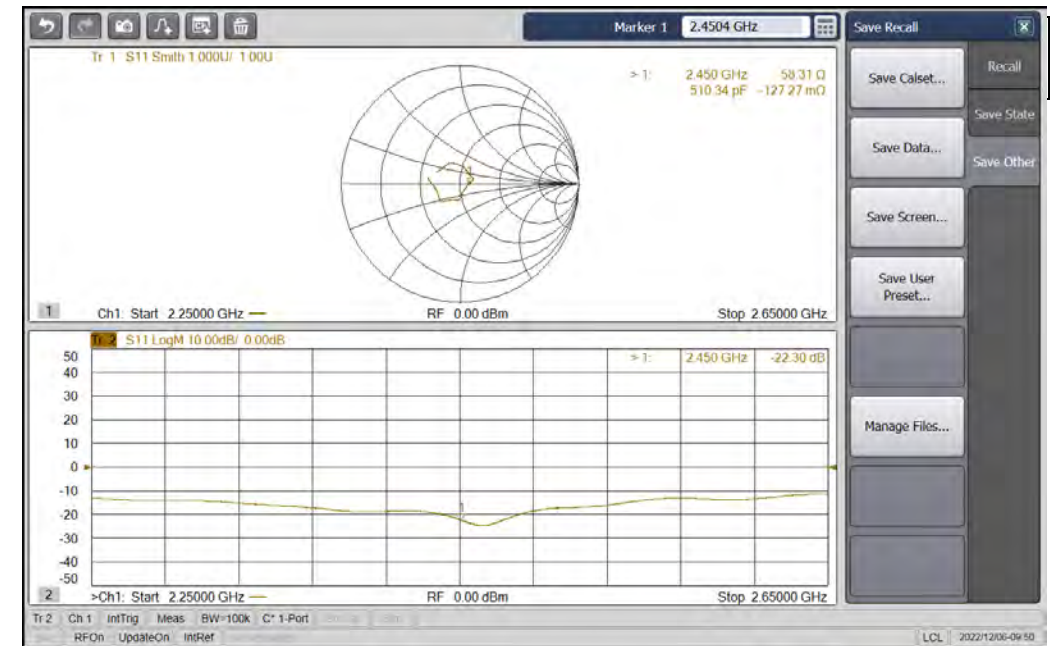 Marker 1 2.4504 GHz
Save Recall
Tr 1 S11 Smith 1.000U/ 1.00U
> 1: 2.450 GHz 58.31 Ω
510.34 pF -127.27 mΩ
1
1 Ch1: Start 2.25000 GHz RF 0.00 dBm Stop 2.65000 GHz
Tr 2 S11 LogM 10.00dB/ 0.00dB
> 1: 2.450 GHz -22.30 dB
50
40
30
20
10
0
-10
-20
-30
-40
-50
1
2 >Ch1: Start 2.25000 GHz RF 0.00 dBm Stop 2.65000 GHz
Save Calset...
Save Data...
Save Screen...
Save User
Preset...
Manage Files...
Recall
Save State
Save Other
Tr 2 Ch 1 IntTrig Meas BW=100k C* 1-Port
RFOn UpdateOn IntRef LCL 2022/12/06-09:50